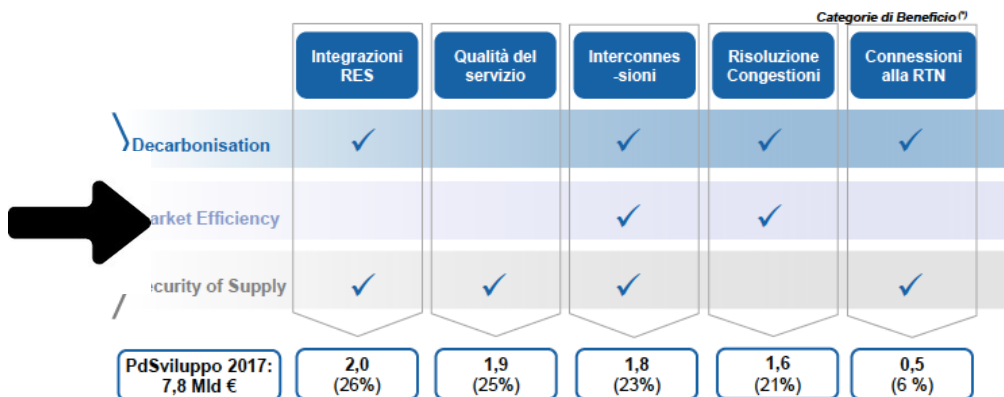 Categorie di Beneficio (*)
Integrazioni
RES
Qualità del
servizio
Interconnes
-sioni
Risoluzione
Congestioni
Connessioni
alla RTN
Decarbonisation
arket Efficiency
ecurity of Supply
PdSviluppo 2017:
7,8 Mld €
2,0
(26%)
1,9
(25%)
1,8
(23%)
1,6
(21%)
0,5
(6 %)